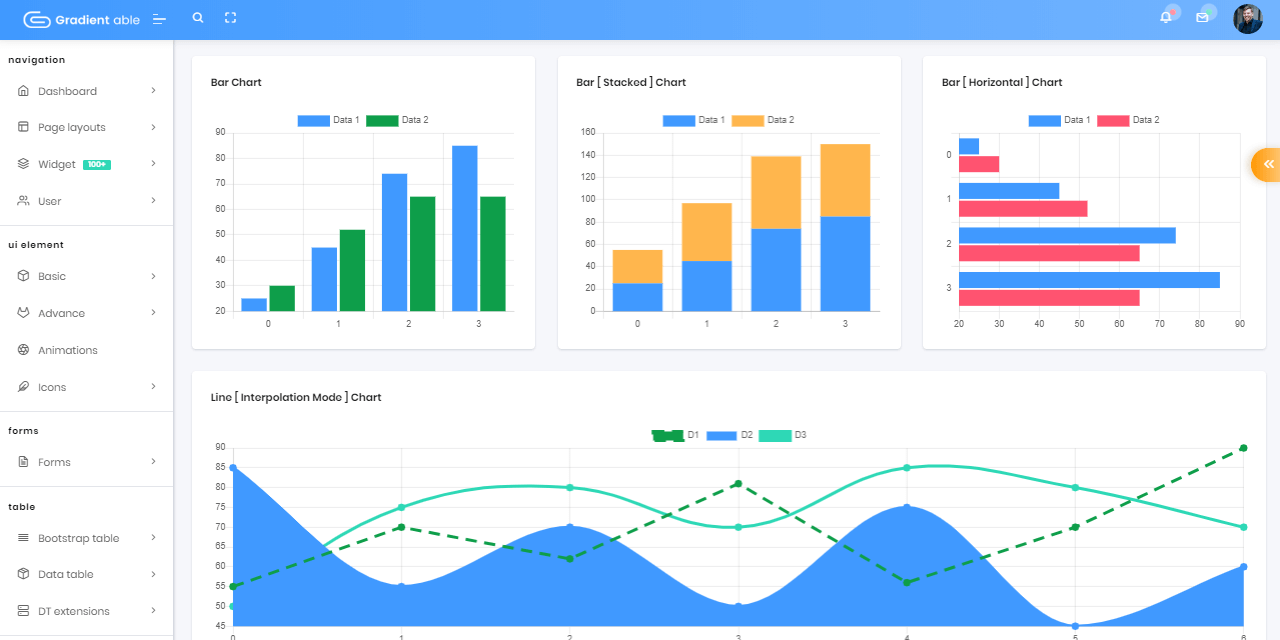 Gradient able
navigation
Dashboard
Page layouts
Widget 100+
User
ui element
Basic
Advance
Animations
Icons
forms
Forms
table
Bootstrap table
Data table
DT extensions
Bar Chart
Data 1 Data 2
90
80
70
60
50
40
30
20
0 1 2 3
Bar [ Stacked ] Chart
Data 1 Data 2
160
140
120
100
80
60
40
20
0
0 1 2 3
Bar [ Horizontal ] Chart
Data 1 Data 2
0
1
2
3
20 30 40 50 60 70 80 90
Line [ Interpolation Mode ] Chart
D1 D2 D3
90
85
80
75
70
65
60
55
50
45
0 1 2 3 4 5 6